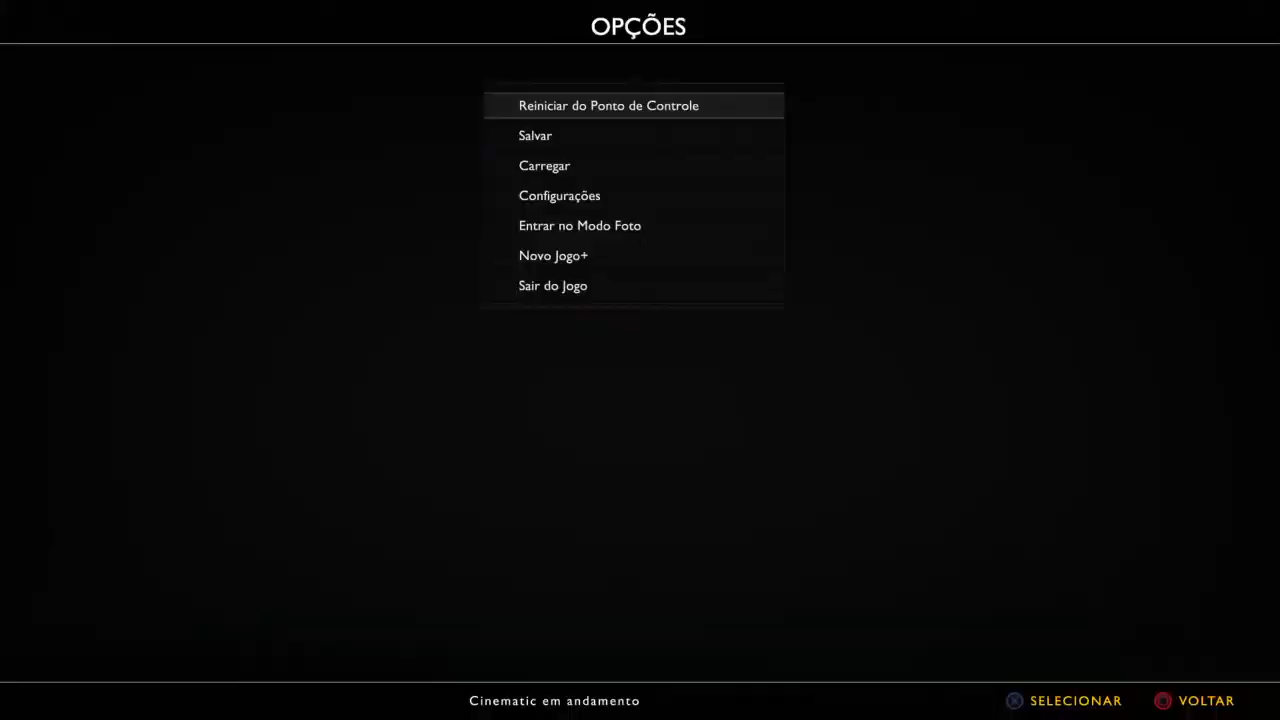 OPÇÕES
Reiniciar do Ponto de Controle
Salvar
Carregar
Configurações
Entrar no Modo Foto
Novo Jogo+
Sair do Jogo
Cinematic em andamento
SELECIONAR
VOLTAR